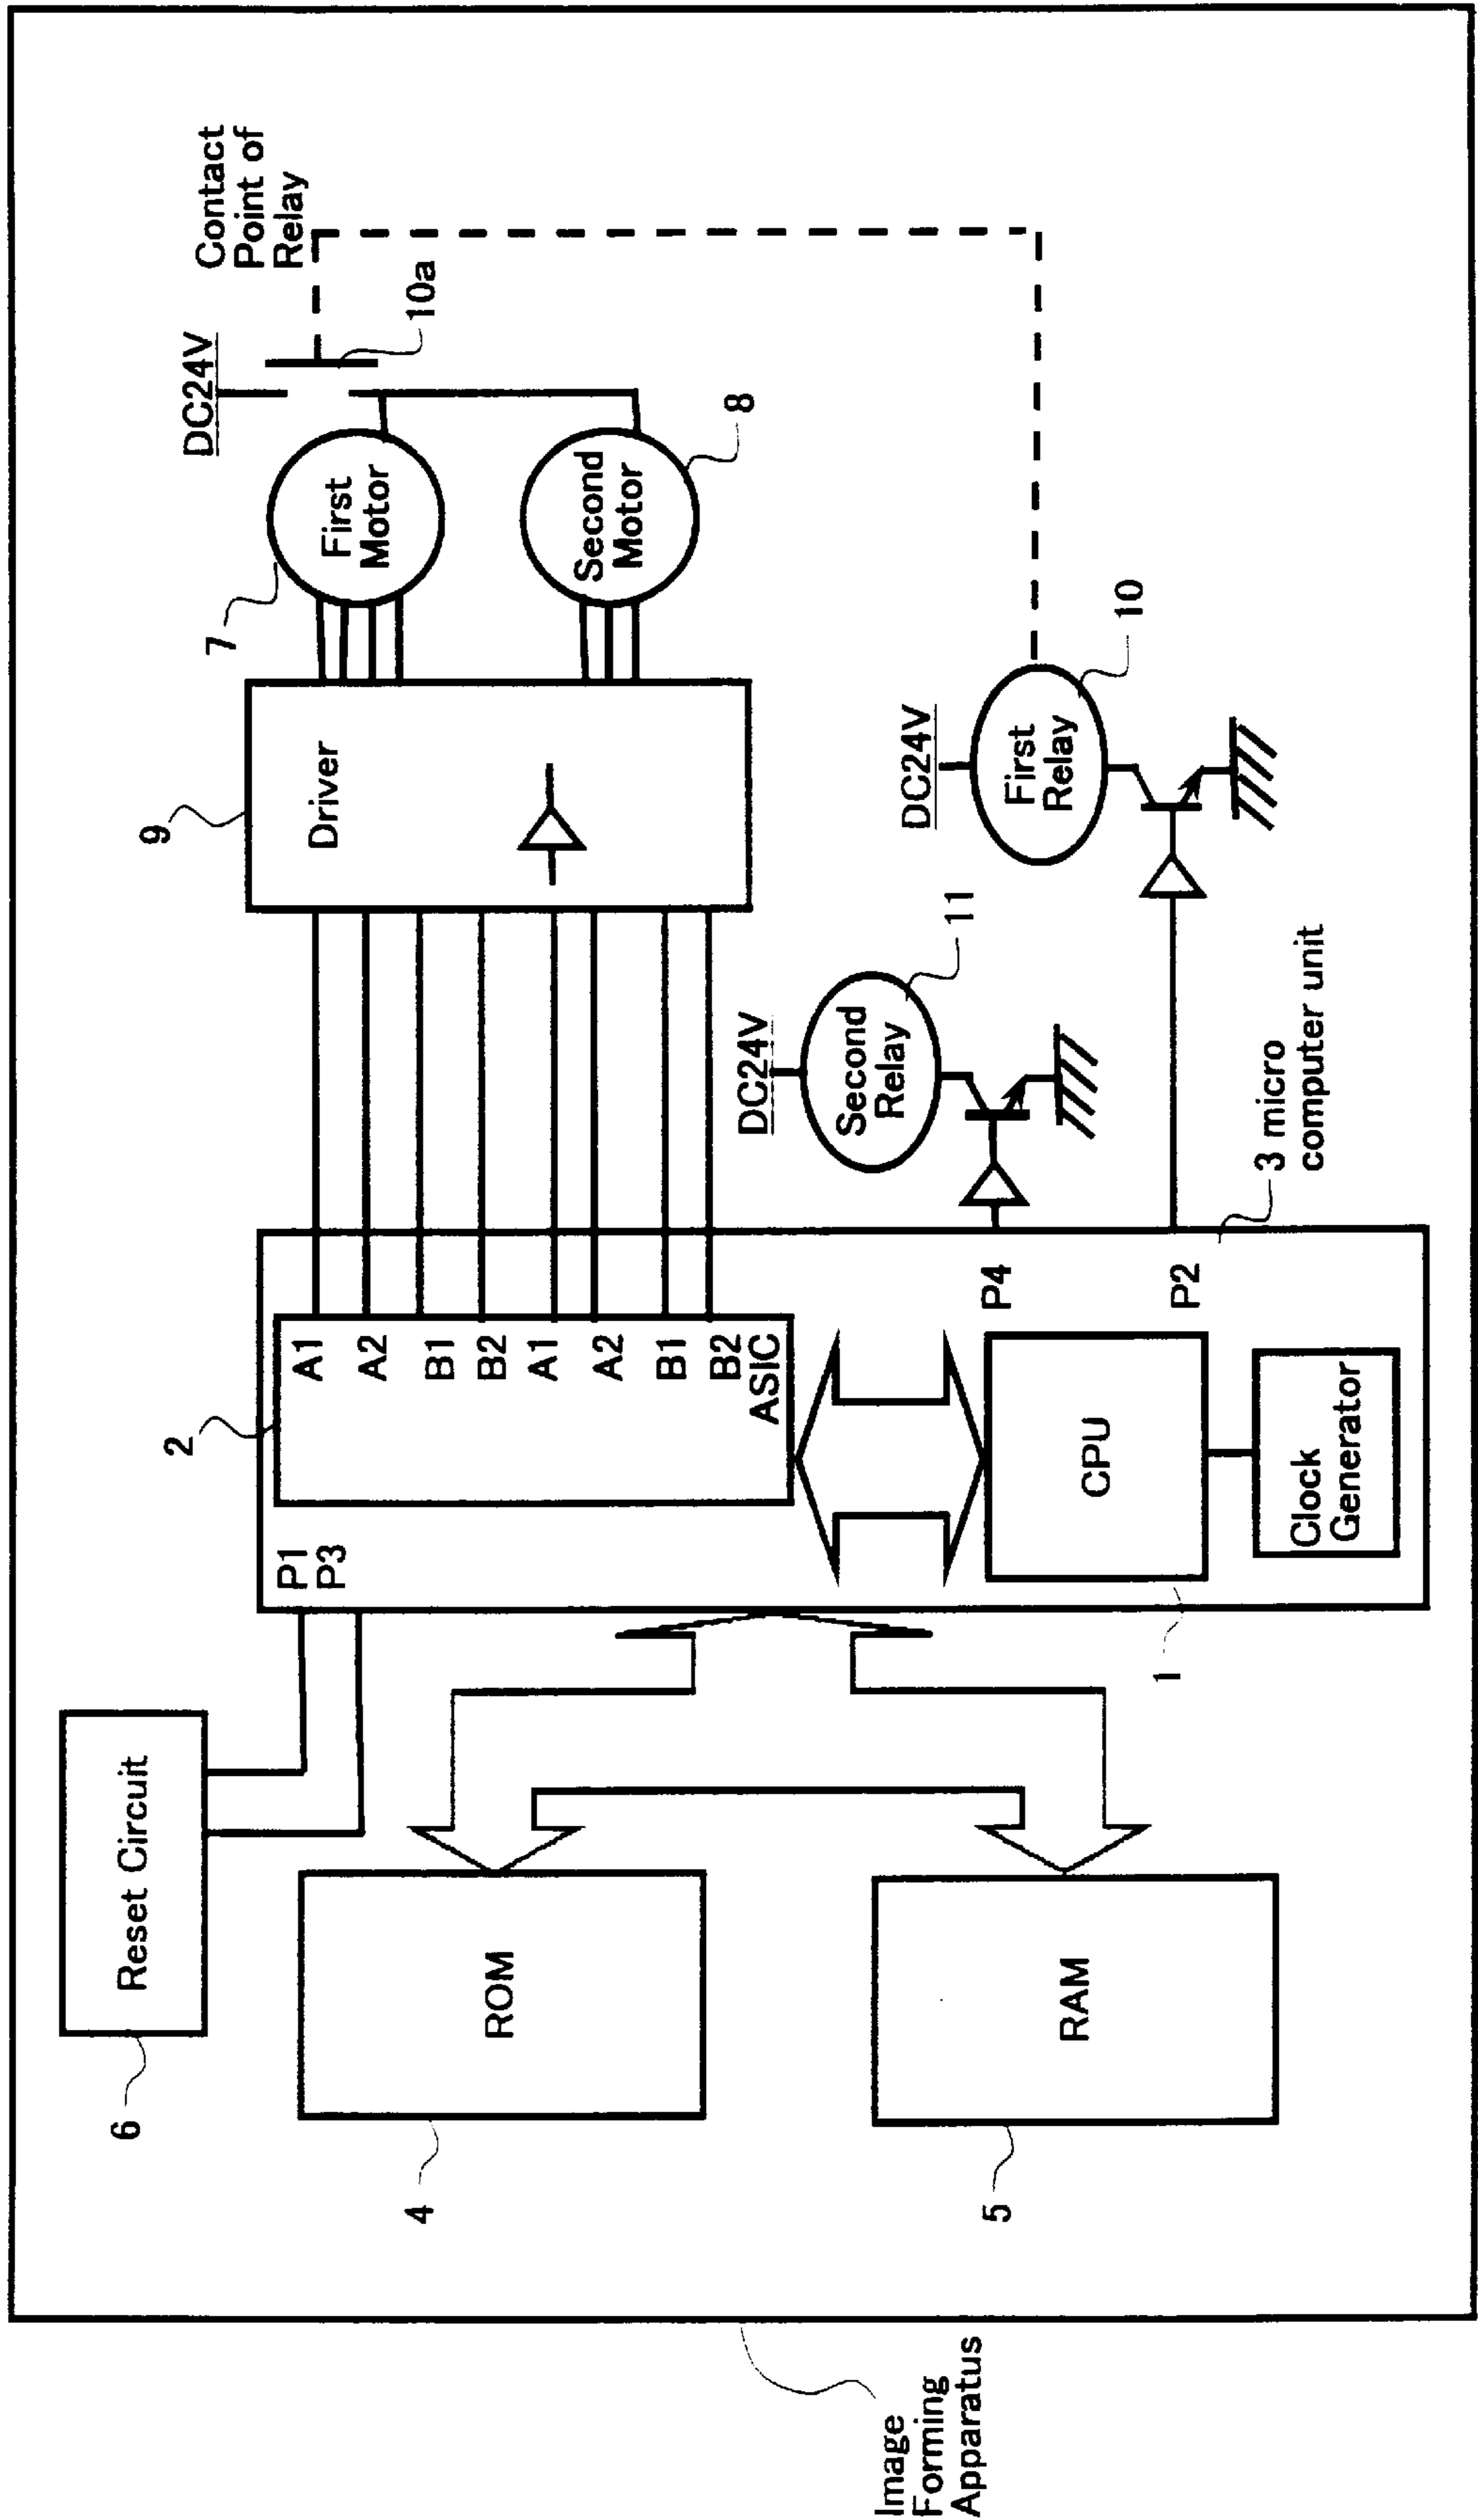 Contact
Point of
Relay
DC24V
10a
First
Motor
7
Second
Motor
8
9
Driver
DC24V
First
Relay
10
DC24V
Second
Relay
11
3 micro
computer unit
2
A1
A2
B1
B2
A1
A2
B1
B2
ASIC
P4
P2
P1
P3
CPU
1
Clock
Generator
Reset Circuit
6
ROM
4
RAM
5
Image
Forming
Apparatus